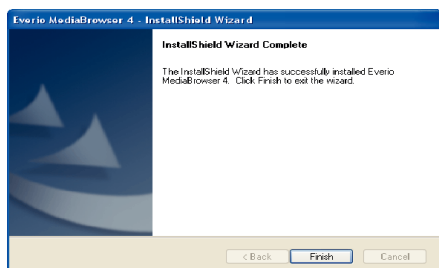 Everio MediaBrowser 4 - InstallShield Wizard
InstallShield Wizard Complete
The InstallShield Wizard has successfully installed Everio
MediaBrowser 4. Click Finish to exit the wizard.
< Back Finish Cancel